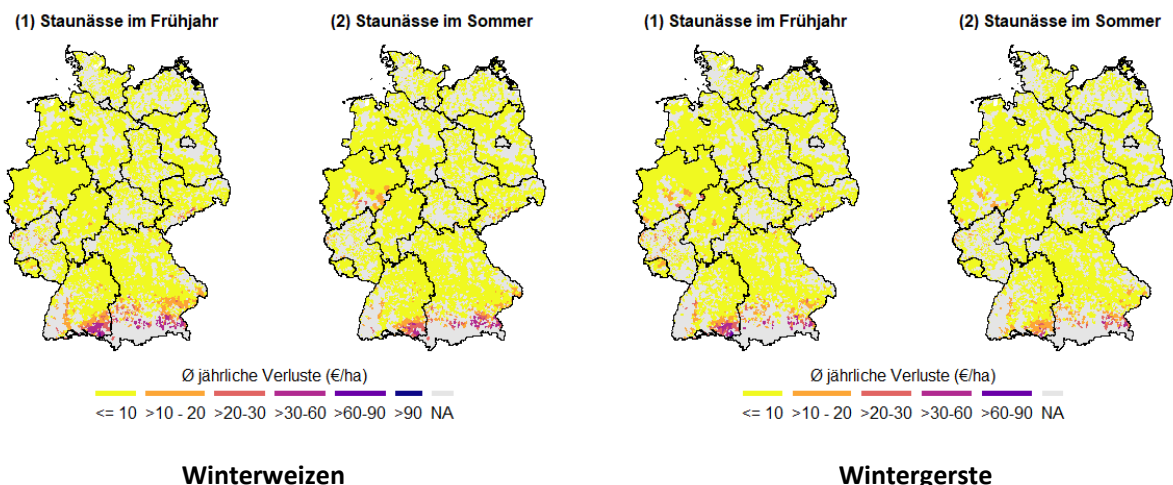 (1) Staunässe im Frühjahr
(2) Staunässe im Sommer
Ø jährliche Verluste (€/ha)
<= 10 >10 - 20 >20-30 >30-60 >60-90 >90 NA
Winterweizen
(1) Staunässe im Frühjahr
(2) Staunässe im Sommer
Ø jährliche Verluste (€/ha)
<= 10 >10 - 20 >20-30 >30-60 >60-90 NA
Wintergerste